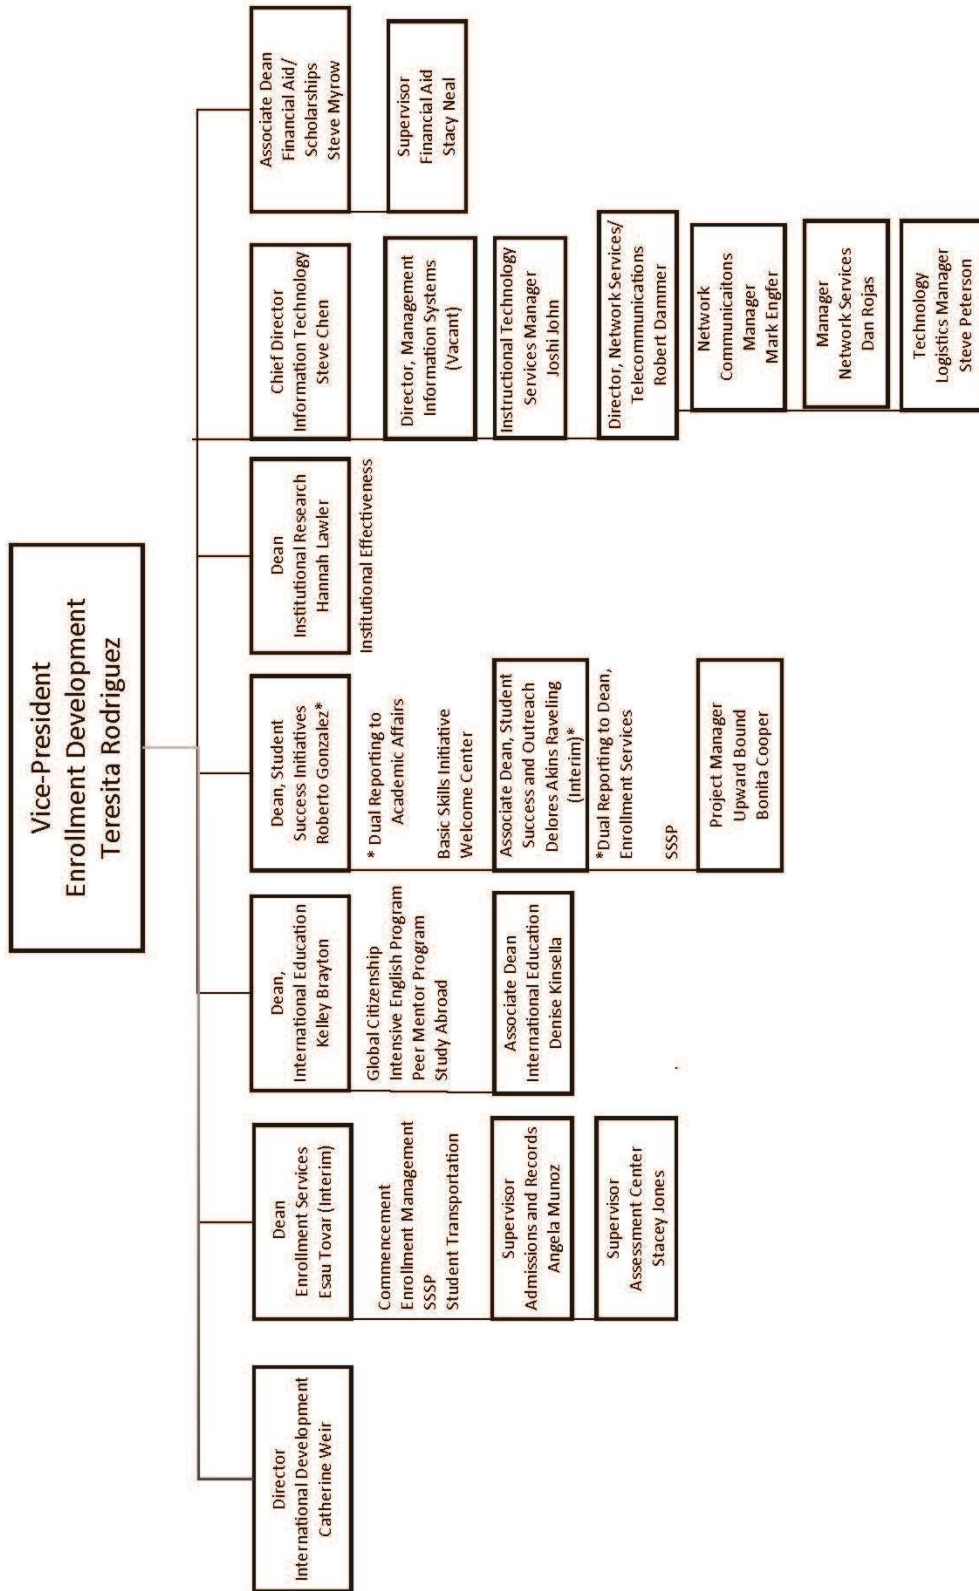 Vice-President
Enrollment Development
Teresita Rodriguez
Director
International Development
Catherine Weir
Dean
Enrollment Services
Esau Tovar (Interim)
Commencement
Enrollment Management
SSSP
Student Transportation
Supervisor
Admissions and Records
Angela Munoz
Supervisor
Assessment Center
Stacey Jones
Dean,
International Education
Kelley Brayton
Global Citizenship
Intensive English Program
Peer Mentor Program
Study Abroad
Associate Dean
International Education
Denise Kinsella
Dean, Student
Success Initiatives
Roberto Gonzalez*
* Dual Reporting to
Academic Affairs
Basic Skills Initiative
Welcome Center
Associate Dean, Student
Success and Outreach
Delores Akins Raveling
(Interim)*
*Dual Reporting to Dean,
Enrollment Services
SSSP
Project Manager
Upward Bound
Bonita Cooper
Dean
Institutional Research
Hannah Lawler
Institutional Effectiveness
Chief Director
Information Technology
Steve Chen
Director, Management
Information Systems
(Vacant)
Instructional Technology
Services Manager
Joshi John
Director, Network Services/
Telecommunications
Robert Dammer
Network
Communicaitons
Manager
Mark Engfer
Manager
Network Services
Dan Rojas
Technology
Logistics Manager
Steve Peterson
Associate Dean
Financial Aid/
Scholarships
Steve Myrow
Supervisor
Financial Aid
Stacy Neal